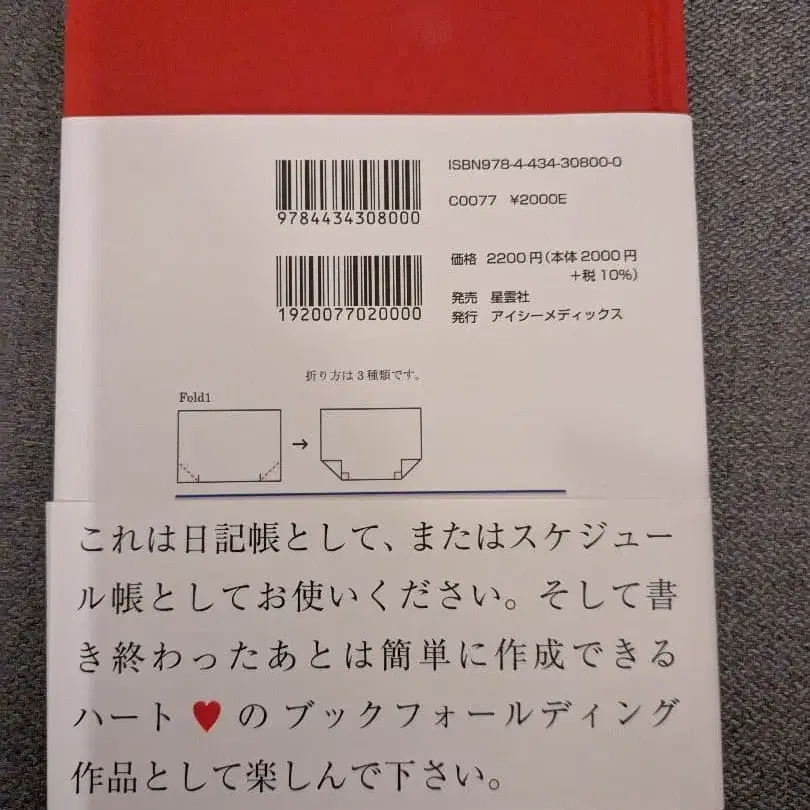 ISBN978-4-434-30800-0
9784434308000
C0077 ¥2000E
価格 2200円(本体2000円
+税10%)
1920077020000
発売 星雲社
発行 アイシーメディックス
折り方は3種類です。
Fold1
これは日記帳として、またはスケジュー
ル帳としてお使いください。そして書
き終わったあとは簡単に作成できる
ハート♥のブックフォールディング
作品として楽しんで下さい。